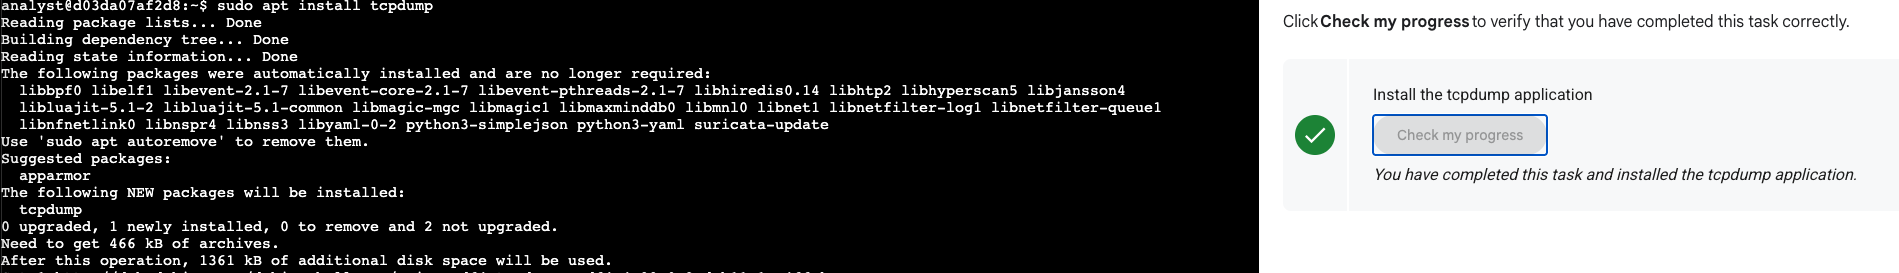 analyst@d03da07af2d8:~$ sudo apt install tcpdump
Reading package lists... Done
Building dependency tree... Done
Reading state information... Done
The following packages were automatically installed and are no longer required:
  libbpf0 libelf1 libevent-2.1-7 libevent-core-2.1-7 libevent-pthreads-2.1-7 libhiredis0.14 libhtp2 libhyperscan5 libjansson4
  libluajit-5.1-2 libluajit-5.1-common libmagic-mgc libmagic1 libmaxminddb0 libmnl0 libnet1 libnetfilter-log1 libnetfilter-queue1
  libnfnetlink0 libnspr4 libnss3 libyaml-0-2 python3-simplejson python3-yaml suricata-update
Use 'sudo apt autoremove' to remove them.
Suggested packages:
  apparmor
The following NEW packages will be installed:
  tcpdump
0 upgraded, 1 newly installed, 0 to remove and 2 not upgraded.
Need to get 466 kB of archives.
After this operation, 1361 kB of additional disk space will be used.
Click Check my progress to verify that you have completed this task correctly.
Install the tcpdump application
Check my progress
You have completed this task and installed the tcpdump application.